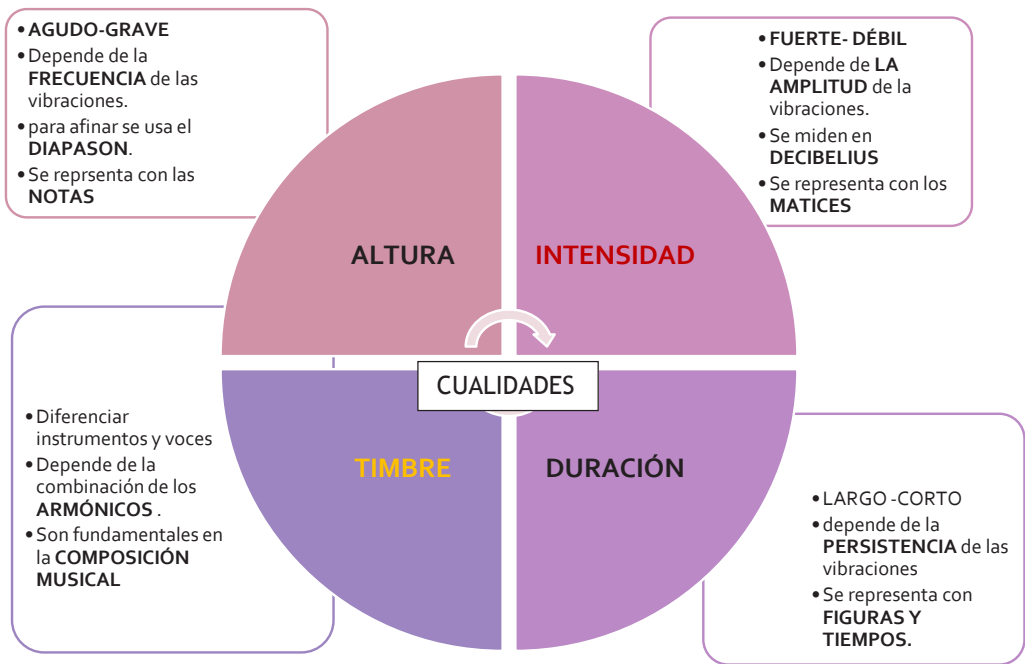 • AGUDO-GRAVE
• Depende de la
FRECUENCIA de las
vibraciones.
• para afinar se usa el
DIAPASON.
• Se reprsenta con las
NOTAS
• FUERTE- DÉBIL
• Depende de LA
AMPLITUD de la
vibraciones.
• Se miden en
DECIBELIUS
• Se representa con los
MATICES
ALTURA
INTENSIDAD
CUALIDADES
TIMBRE
DURACIÓN
• Diferenciar
instrumentos y voces
• Depende de la
combinación de los
ARMÓNICOS .
• Son fundamentales en
la COMPOSICIÓN
MUSICAL
• LARGO -CORTO
• depende de la
PERSISTENCIA de las
vibraciones
• Se representa con
FIGURAS Y
TIEMPOS.